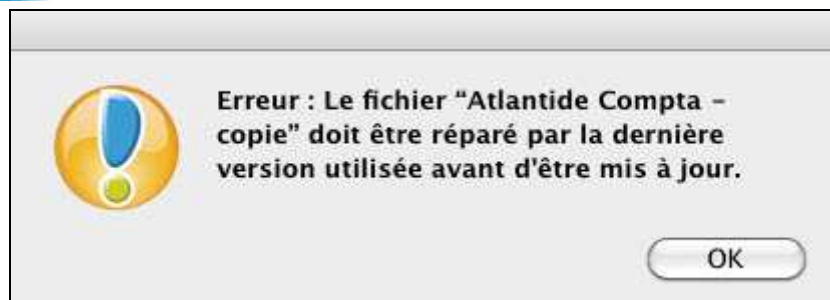 Erreur : Le fichier “Atlantide Compta –
copie” doit être réparé par la dernière
version utilisée avant d'être mis à jour.
OK